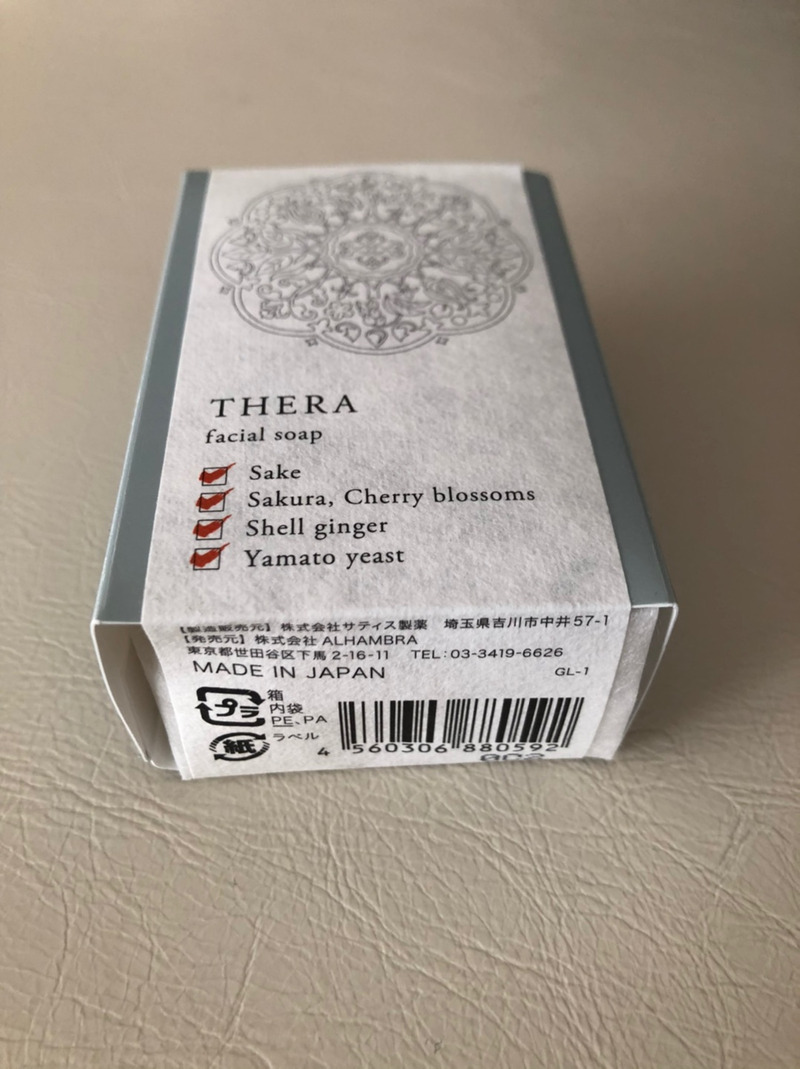 THERA
facial soap
Sake
Sakura, Cherry blossoms
Shell ginger
Yamato yeast
【製造販売元】 株式会社サティス製薬 埼玉県吉川市中井57-1
【発売元】 株式会社 ALHAMBRA
東京都世田谷区下馬 2-16-11 TEL:03-3419-6626
MADE IN JAPAN GL-1
プラ
箱
内袋
PE、PA
紙
ラベル
4 560306 880592